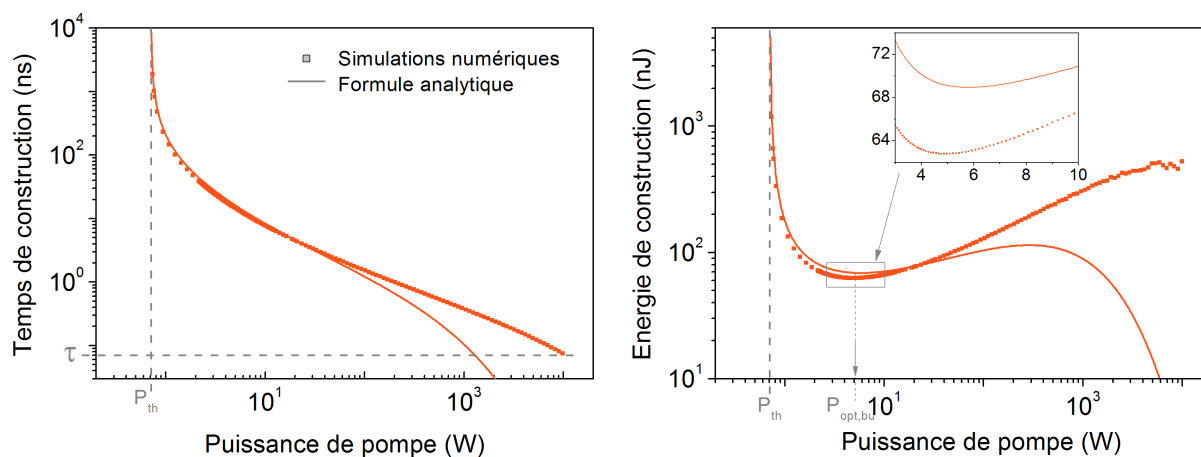 10⁴
10²
10⁰
τ
P_th
10¹
10³
Temps de construction (ns)
Puissance de pompe (W)
Simulations numériques
Formule analytique
10³
10²
10¹
P_th
P_opt,bu
10¹
10³
Energie de construction (nJ)
Puissance de pompe (W)
72
68
64
4
6
8
10